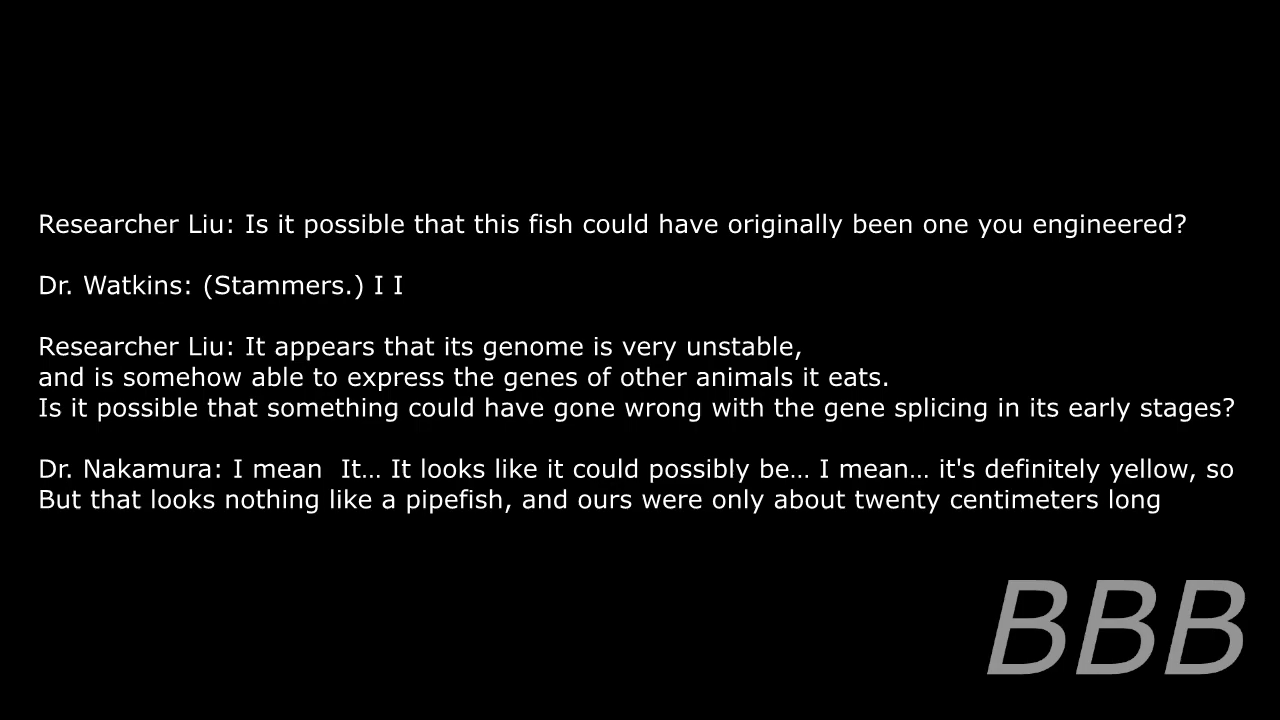 Researcher Liu: Is it possible that this fish could have originally been one you engineered?
Dr. Watkins: (Stammers.) I I
Researcher Liu: It appears that its genome is very unstable,
and is somehow able to express the genes of other animals it eats.
Is it possible that something could have gone wrong with the gene splicing in its early stages?
Dr. Nakamura: I mean  It… It looks like it could possibly be… I mean… it's definitely yellow, so
But that looks nothing like a pipefish, and ours were only about twenty centimeters long
BBB